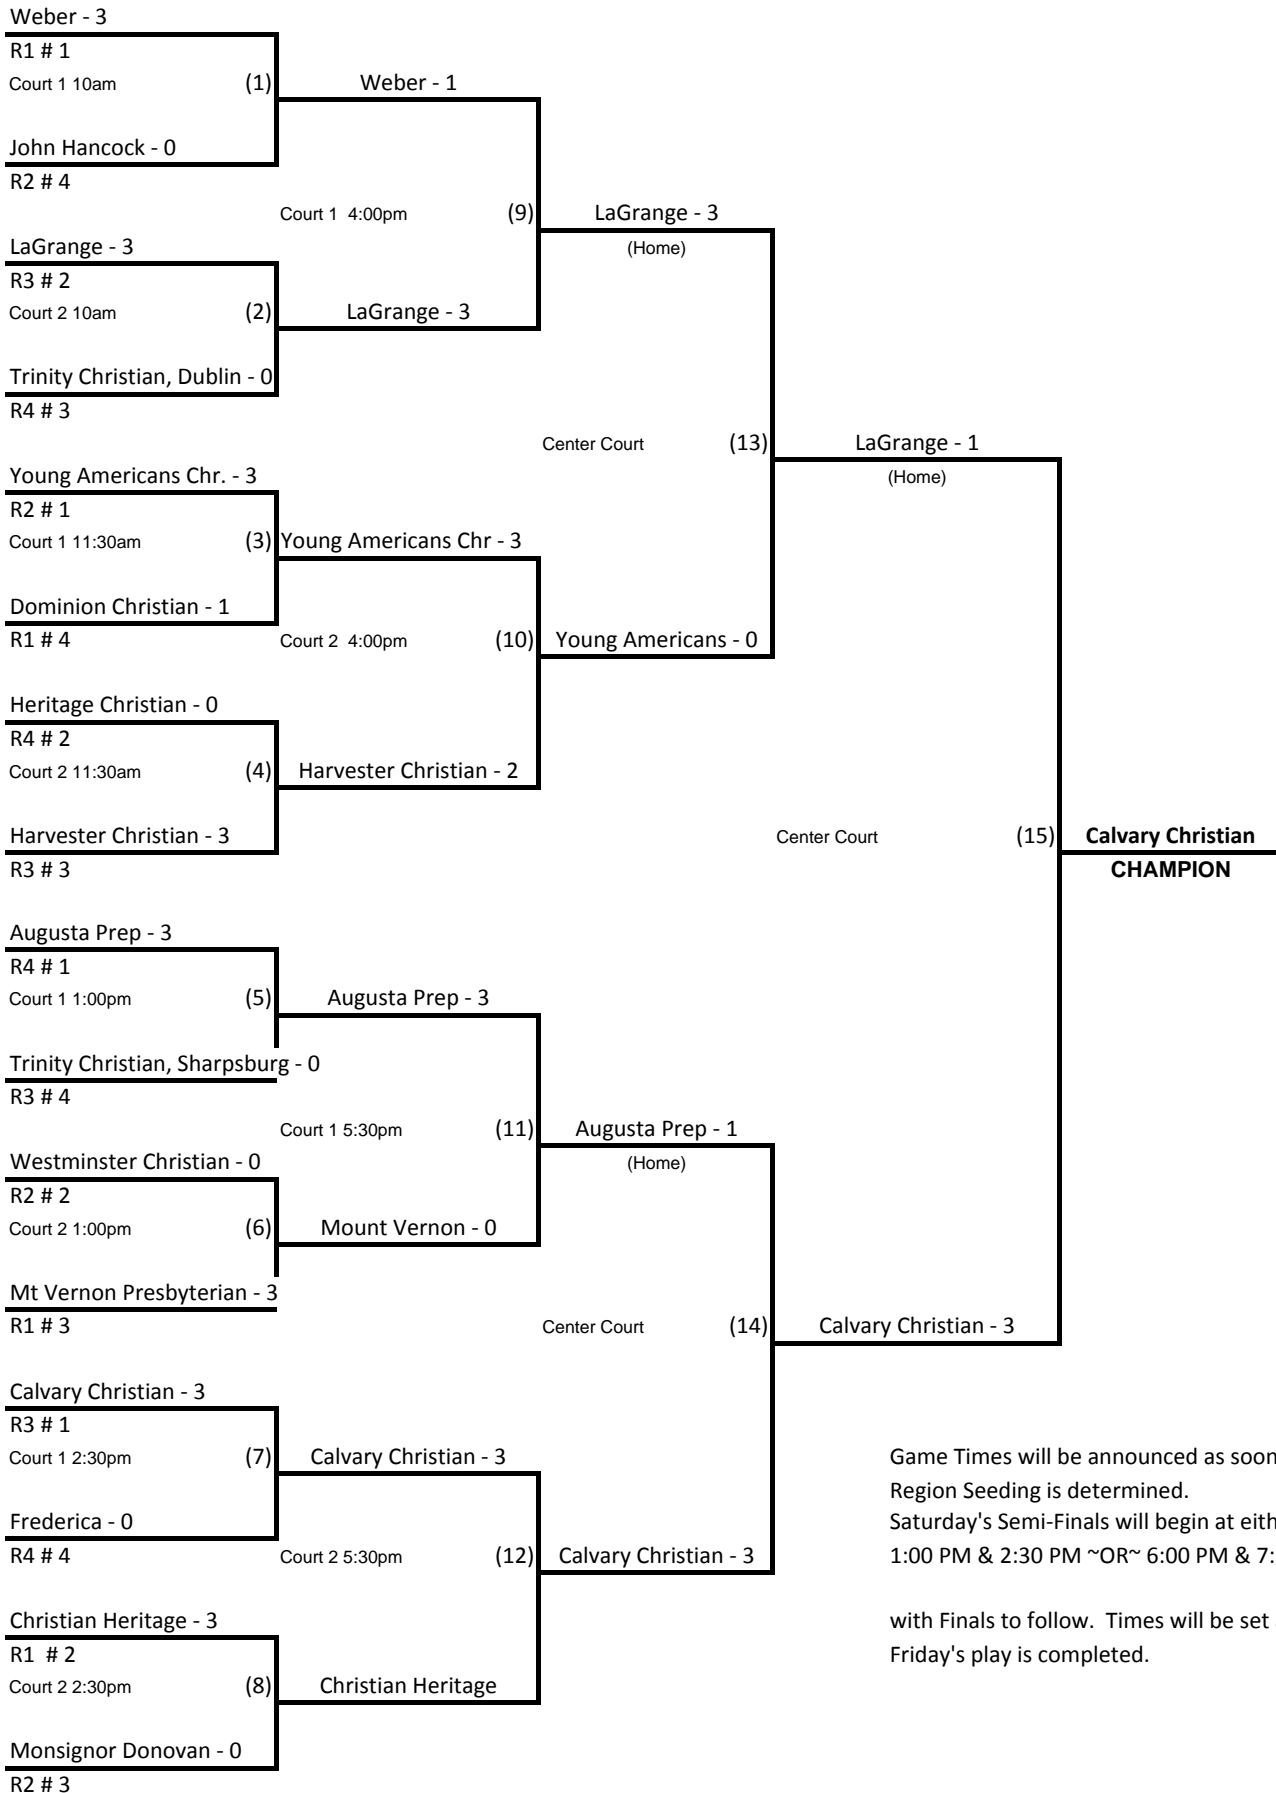 Weber - 3
R1 # 1
Court 1 10am (1) Weber - 1
John Hancock - 0
R2 # 4
Court 1 4:00pm (9) LaGrange - 3
LaGrange - 3 (Home)
R3 # 2
Court 2 10am (2) LaGrange - 3
Trinity Christian, Dublin - 0
R4 # 3
Center Court (13) LaGrange - 1
Young Americans Chr. - 3 (Home)
R2 # 1
Court 1 11:30am (3) Young Americans Chr - 3
Dominion Christian - 1
R1 # 4 Court 2 4:00pm (10) Young Americans - 0
Heritage Christian - 0
R4 # 2
Court 2 11:30am (4) Harvester Christian - 2
Harvester Christian - 3 Center Court (15) Calvary Christian
R3 # 3 CHAMPION
Augusta Prep - 3
R4 # 1
Court 1 1:00pm (5) Augusta Prep - 3
Trinity Christian, Sharpsburg - 0
R3 # 4
Court 1 5:30pm (11) Augusta Prep - 1
Westminster Christian - 0 (Home)
R2 # 2
Court 2 1:00pm (6) Mount Vernon - 0
Mt Vernon Presbyterian - 3
R1 # 3 Center Court (14) Calvary Christian - 3
Calvary Christian - 3
R3 # 1
Court 1 2:30pm (7) Calvary Christian - 3 Game Times will be announced as soon
Region Seeding is determined.
Frederica - 0 Saturday's Semi-Finals will begin at eith
R4 # 4 Court 2 5:30pm (12) Calvary Christian - 3 1:00 PM & 2:30 PM ~OR~ 6:00 PM & 7:
Christian Heritage - 3 with Finals to follow. Times will be set
R1 # 2 Friday's play is completed.
Court 2 2:30pm (8) Christian Heritage
Monsignor Donovan - 0
R2 # 3